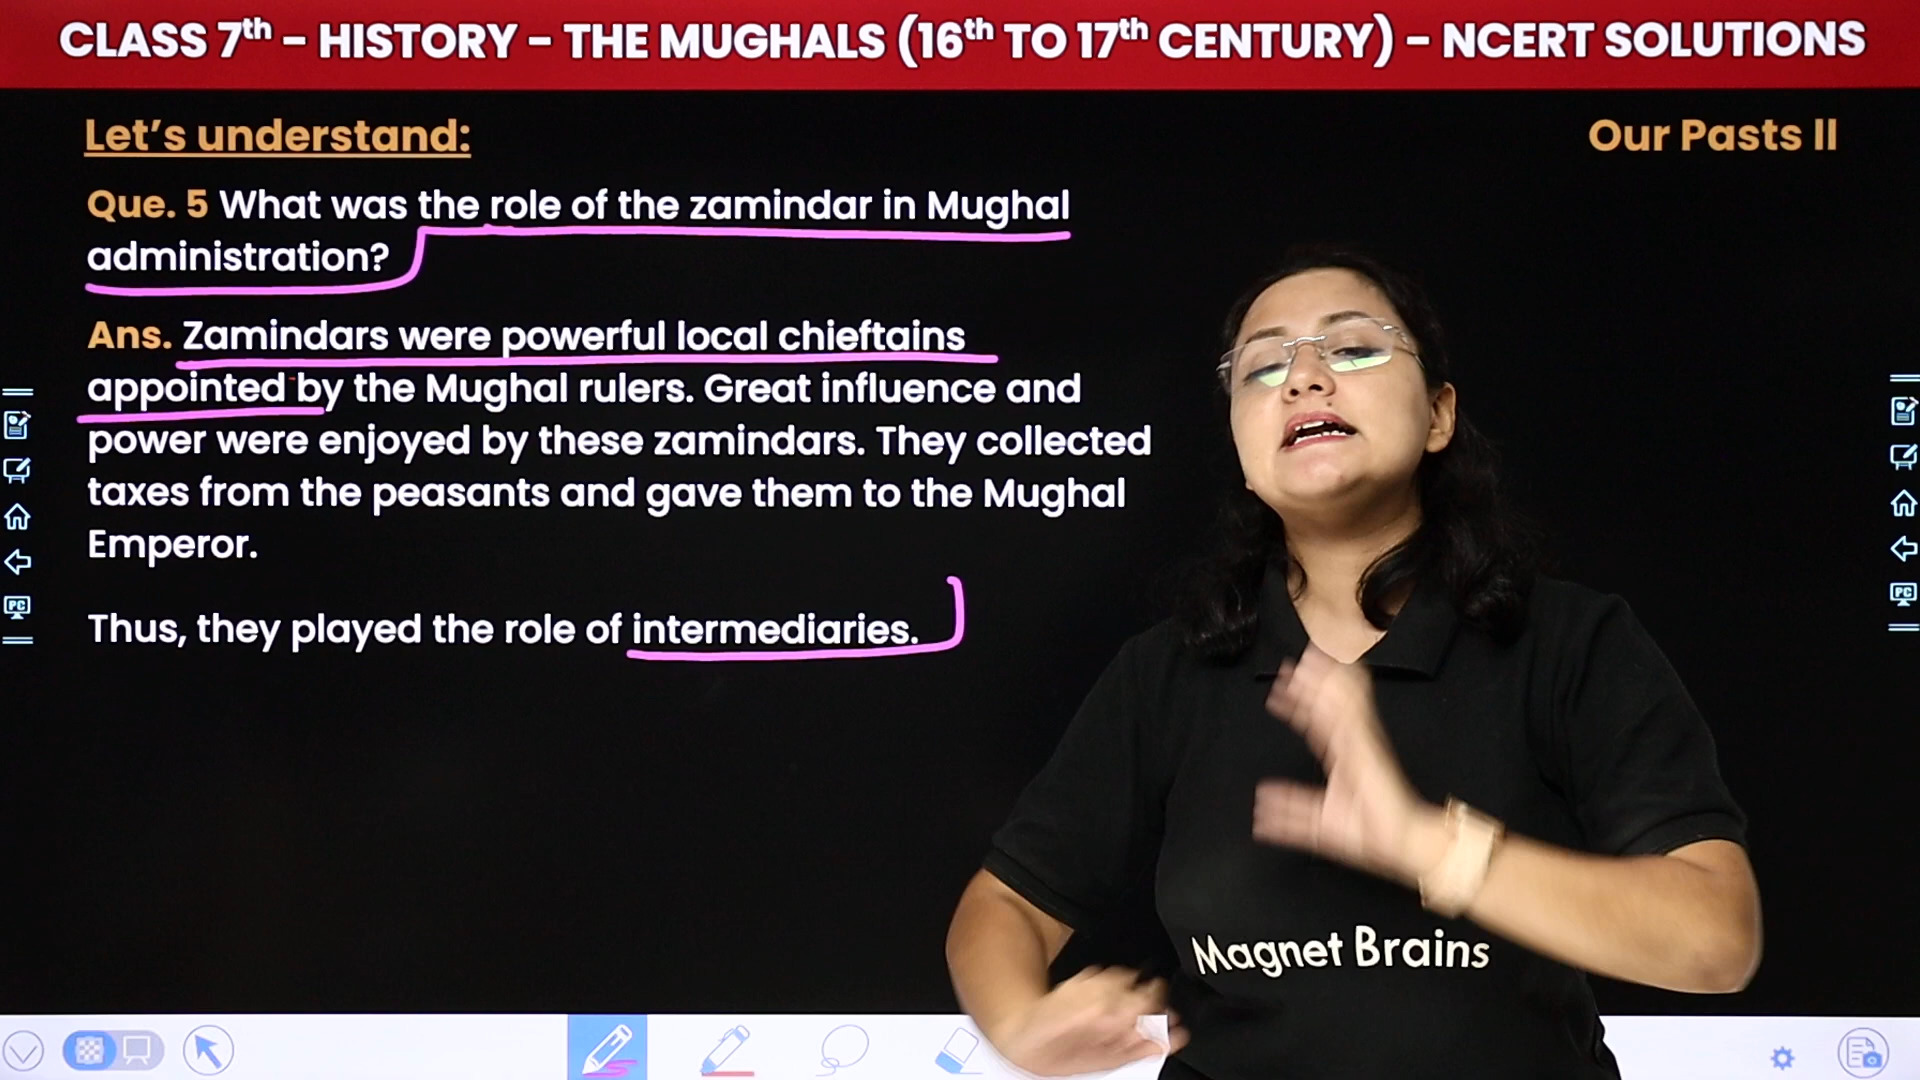 CLASS 7th – HISTORY – THE MUGHALS (16th TO 17th CENTURY) – NCERT SOLUTIONS
Let's understand:
Our Pasts II
Que. 5 What was the role of the zamindar in Mughal
administration?
Ans. Zamindars were powerful local chieftains
appointed by the Mughal rulers. Great influence and
power were enjoyed by these zamindars. They collected
taxes from the peasants and gave them to the Mughal
Emperor.
Thus, they played the role of intermediaries.
PC
PC
Magnet Brains